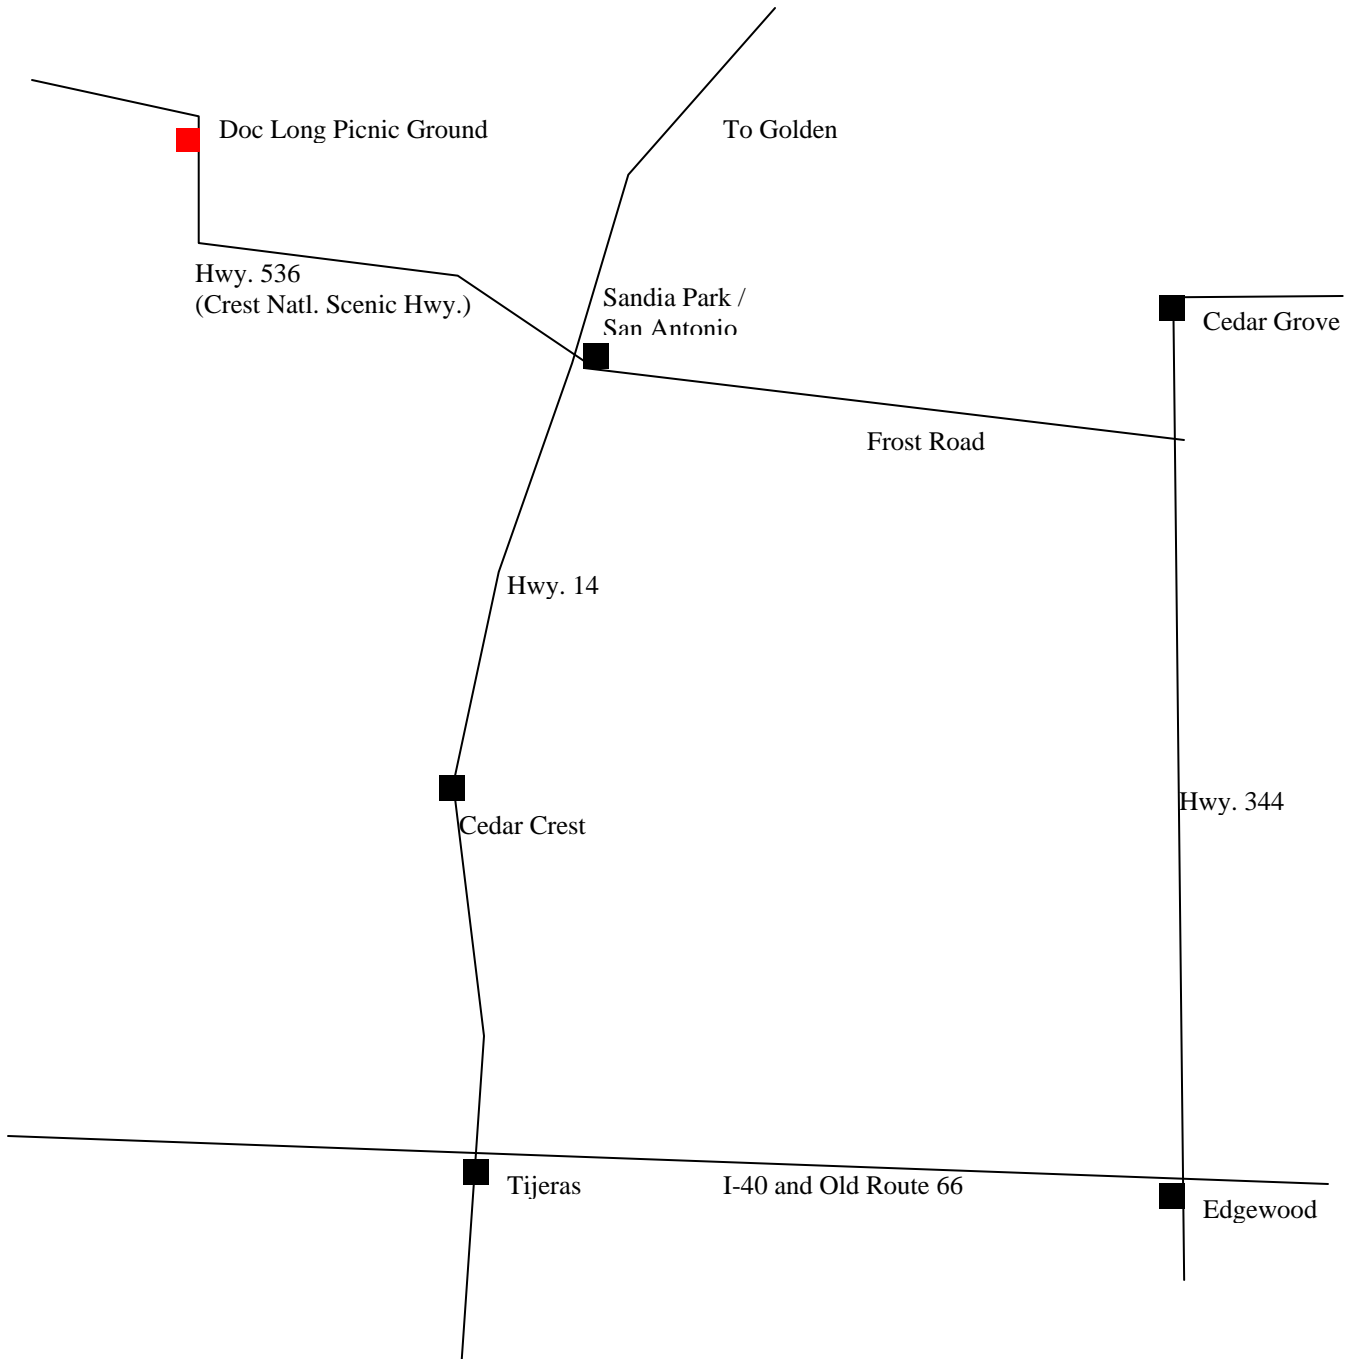 Doc Long Picnic Ground
To Golden
Hwy. 536
(Crest Natl. Scenic Hwy.)
Sandia Park /
San Antonio
Cedar Grove
Frost Road
Hwy. 14
Hwy. 344
Cedar Crest
Tijeras
I-40 and Old Route 66
Edgewood